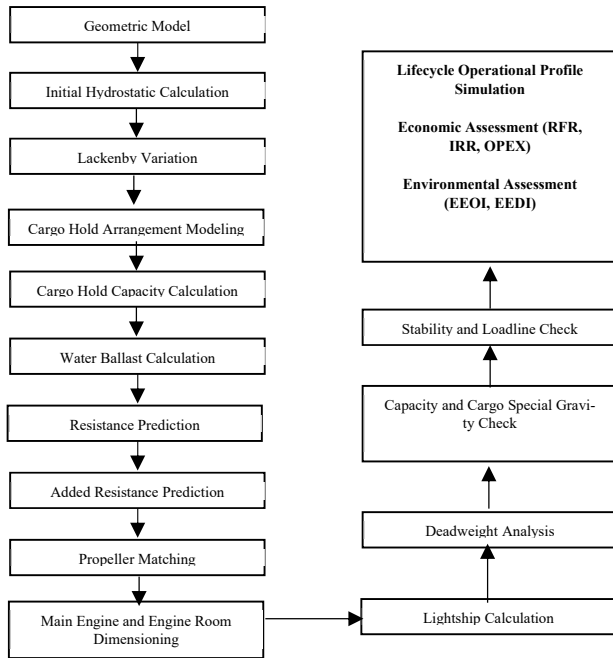 Geometric Model
Initial Hydrostatic Calculation
Lackenby Variation
Cargo Hold Arrangement Modeling
Cargo Hold Capacity Calculation
Water Ballast Calculation
Resistance Prediction
Added Resistance Prediction
Propeller Matching
Main Engine and Engine Room
Dimensioning
Lightship Calculation
Deadweight Analysis
Capacity and Cargo Special Gravi-
ty Check
Stability and Loadline Check
Lifecycle Operational Profile
Simulation
Economic Assessment (RFR,
IRR, OPEX)
Environmental Assessment
(EEOI, EEDI)